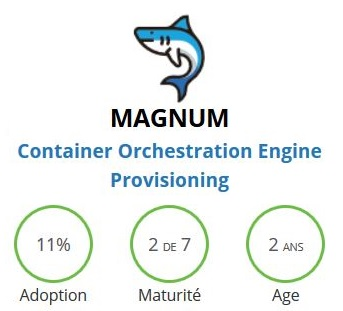 MAGNUM
Container Orchestration Engine
Provisioning
11% 2 DE 7 2 ANS
Adoption Maturité Age